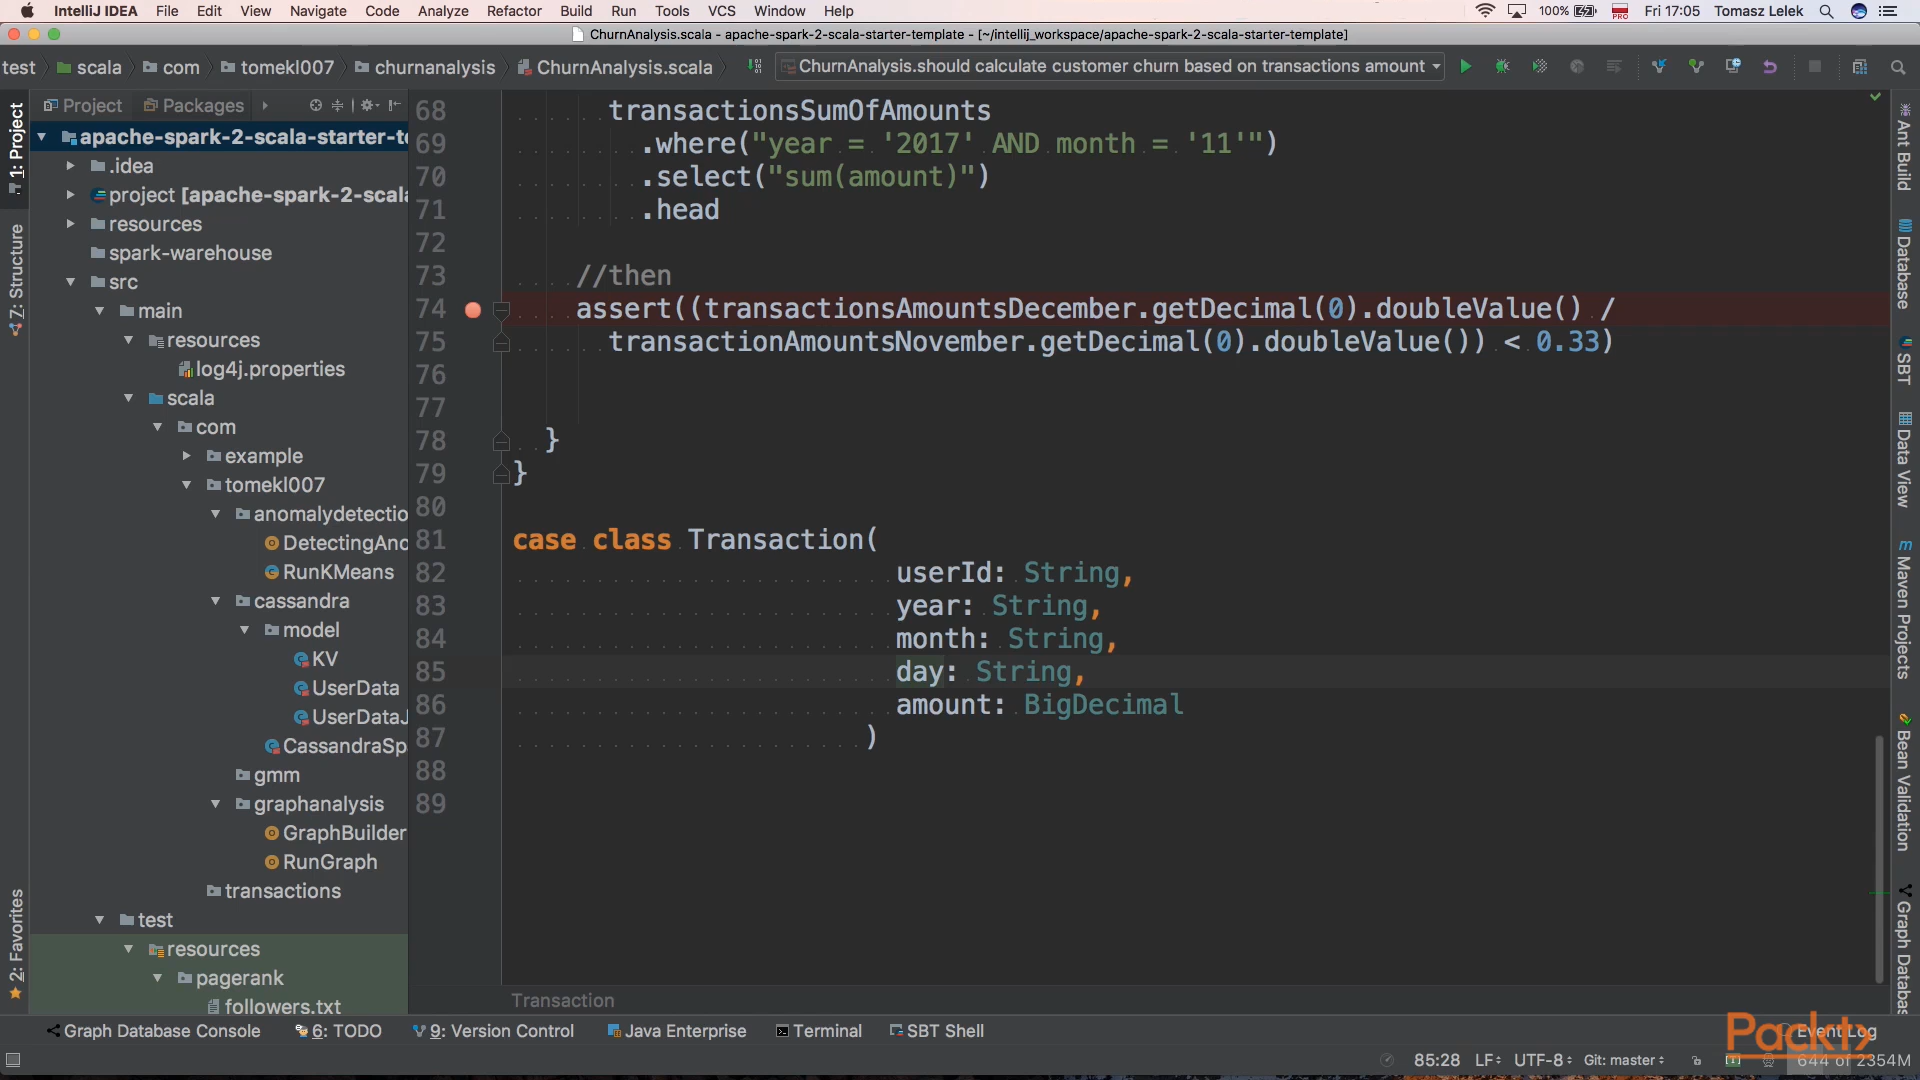 IntelliJ IDEA File Edit View Navigate Code Analyze Refactor Build Run Tools VCS Window Help 100% PRO Fri 17:05 Tomasz Lelek
ChurnAnalysis.scala - apache-spark-2-scala-starter-template - [~/intellij_workspace/apache-spark-2-scala-starter-template]
test scala com tomekl007 churnanalysis ChurnAnalysis.scala ChurnAnalysis.should calculate customer churn based on transactions amount
Project Packages
1: Project
7: Structure
2: Favorites
apache-spark-2-scala-starter-te
.idea
project [apache-spark-2-scala
resources
spark-warehouse
src
main
resources
log4j.properties
scala
com
example
tomekl007
anomalydetectio
DetectingAno
RunKMeans
cassandra
model
KV
UserData
UserDataJ
CassandraSpa
gmm
graphanalysis
GraphBuilder
RunGraph
transactions
test
resources
pagerank
followers.txt
68 transactionsSumOfAmounts
69 .where("year = '2017' AND month = '11'")
70 .select("sum(amount)")
71 .head
72
73 //then
74 assert((transactionsAmountsDecember.getDecimal(0).doubleValue() /
75 transactionAmountsNovember.getDecimal(0).doubleValue()) < 0.33)
76
77
78 }
79 }
80
81 case class Transaction(
82 userId: String,
83 year: String,
84 month: String,
85 day: String,
86 amount: BigDecimal
87 )
88
89
Transaction
Ant Build
Database
SBT
Data View
Maven Projects
Bean Validation
Graph Databas
Graph Database Console 6: TODO 9: Version Control Java Enterprise Terminal SBT Shell Event Log
Packt
85:28 LF UTF-8 Git: master 644 of 2354M